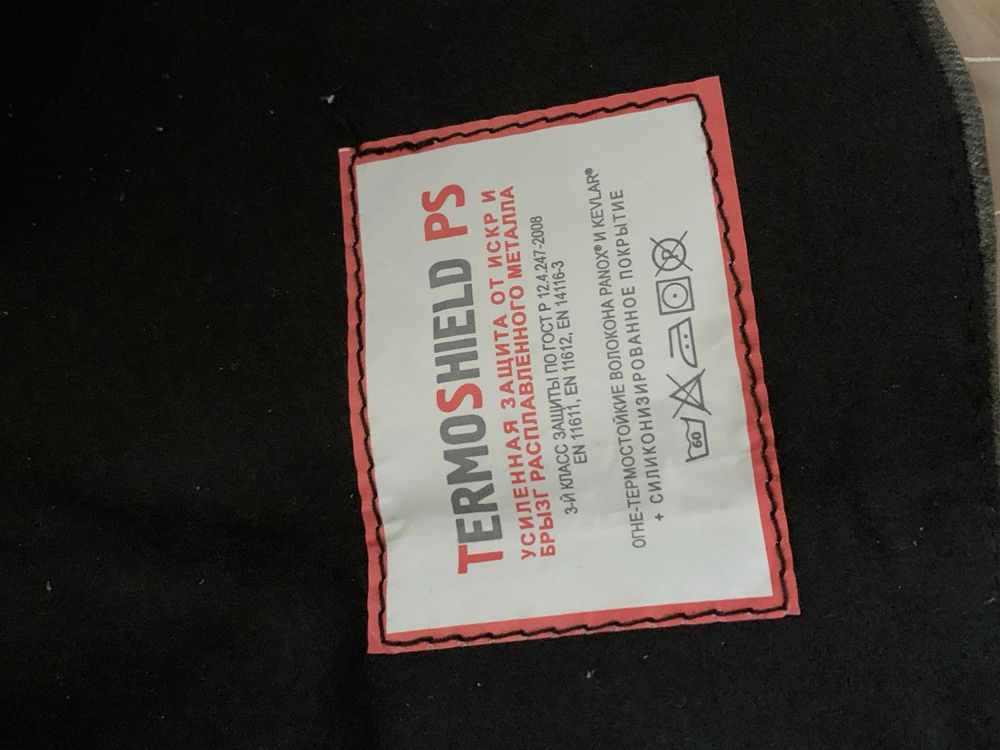 TERMOSHIELD PS
УСИЛЕННАЯ ЗАЩИТА ОТ ИСКР И
БРЫЗГ РАСПЛАВЛЕННОГО МЕТАЛЛА
3-Й КЛАСС ЗАЩИТЫ ПО ГОСТ Р 12.4.247-2008
EN 11611, EN 11612, EN 14116-3
ОГНЕ-ТЕРМОСТОЙКИЕ ВОЛОКОНА PANOX® И KEVLAR®
+ СИЛИКОНИЗИРОВАННОЕ ПОКРЫТИЕ
60 P